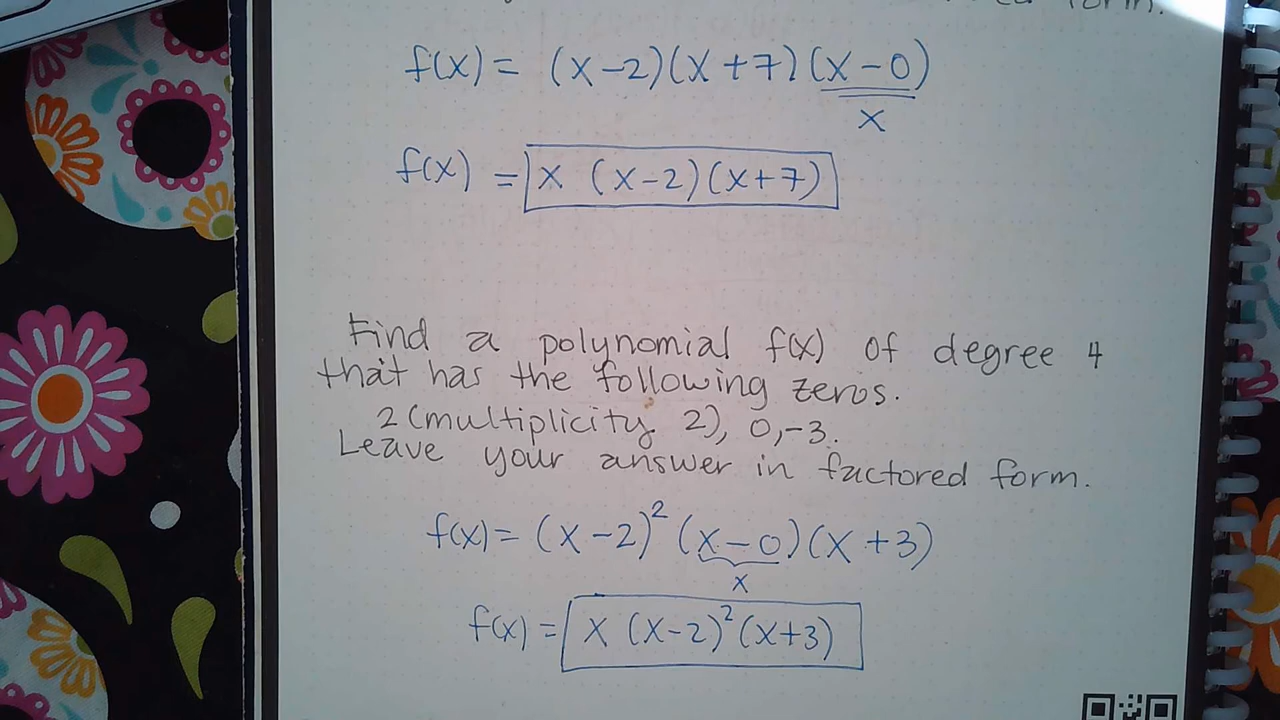 form.
f(x) = (x-2)(x+7)(x-0)
x
f(x) = x (x-2)(x+7)
Find a polynomial f(x) of degree 4
that has the following zeros.
2 (multiplicity 2), 0, -3.
Leave your answer in factored form.
f(x) = (x-2)² (x-0)(x+3)
x
f(x) = x (x-2)² (x+3)